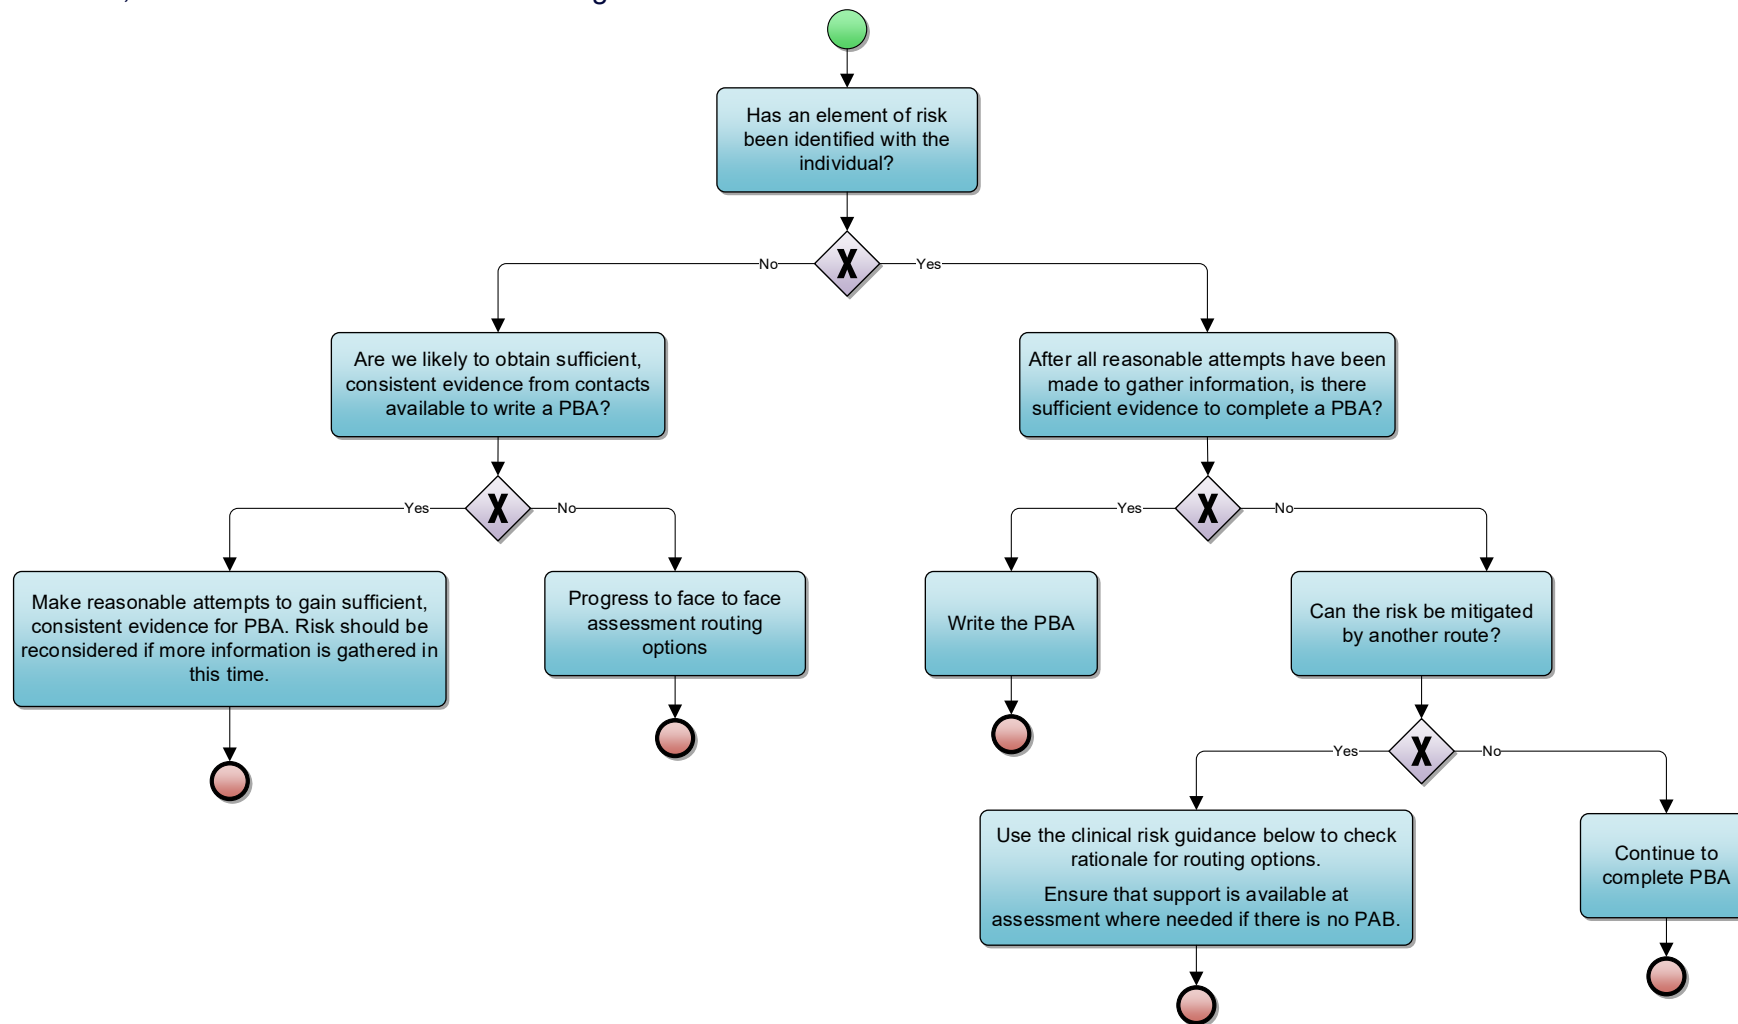 Has an element of risk
been identified with the
individual?
No
Yes
Are we likely to obtain sufficient,
consistent evidence from contacts
available to write a PBA?
After all reasonable attempts have been
made to gather information, is there
sufficient evidence to complete a PBA?
Yes
No
Yes
No
Make reasonable attempts to gain sufficient,
consistent evidence for PBA. Risk should be
reconsidered if more information is gathered in
this time.
Progress to face to face
assessment routing
options
Write the PBA
Can the risk be mitigated
by another route?
Yes
No
Use the clinical risk guidance below to check
rationale for routing options.
Ensure that support is available at
assessment where needed if there is no PAB.
Continue to
complete PBA